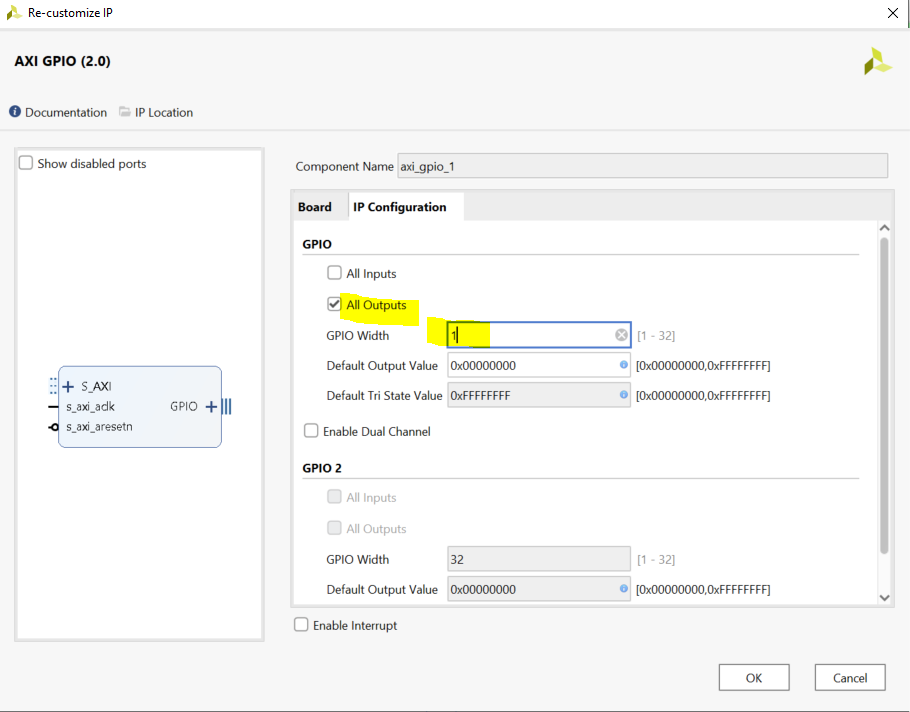 Re-customize IP
AXI GPIO (2.0)
Documentation IP Location
Show disabled ports
Component Name axi_gpio_1
Board IP Configuration
GPIO
All Inputs
All Outputs
GPIO Width 1 [1 - 32]
Default Output Value 0x00000000 [0x00000000,0xFFFFFFFF]
Default Tri State Value 0xFFFFFFFF [0x00000000,0xFFFFFFFF]
Enable Dual Channel
GPIO 2
All Inputs
All Outputs
GPIO Width 32 [1 - 32]
Default Output Value 0x00000000 [0x00000000,0xFFFFFFFF]
S_AXI
s_axi_aclk GPIO
s_axi_aresetn
Enable Interrupt
OK Cancel